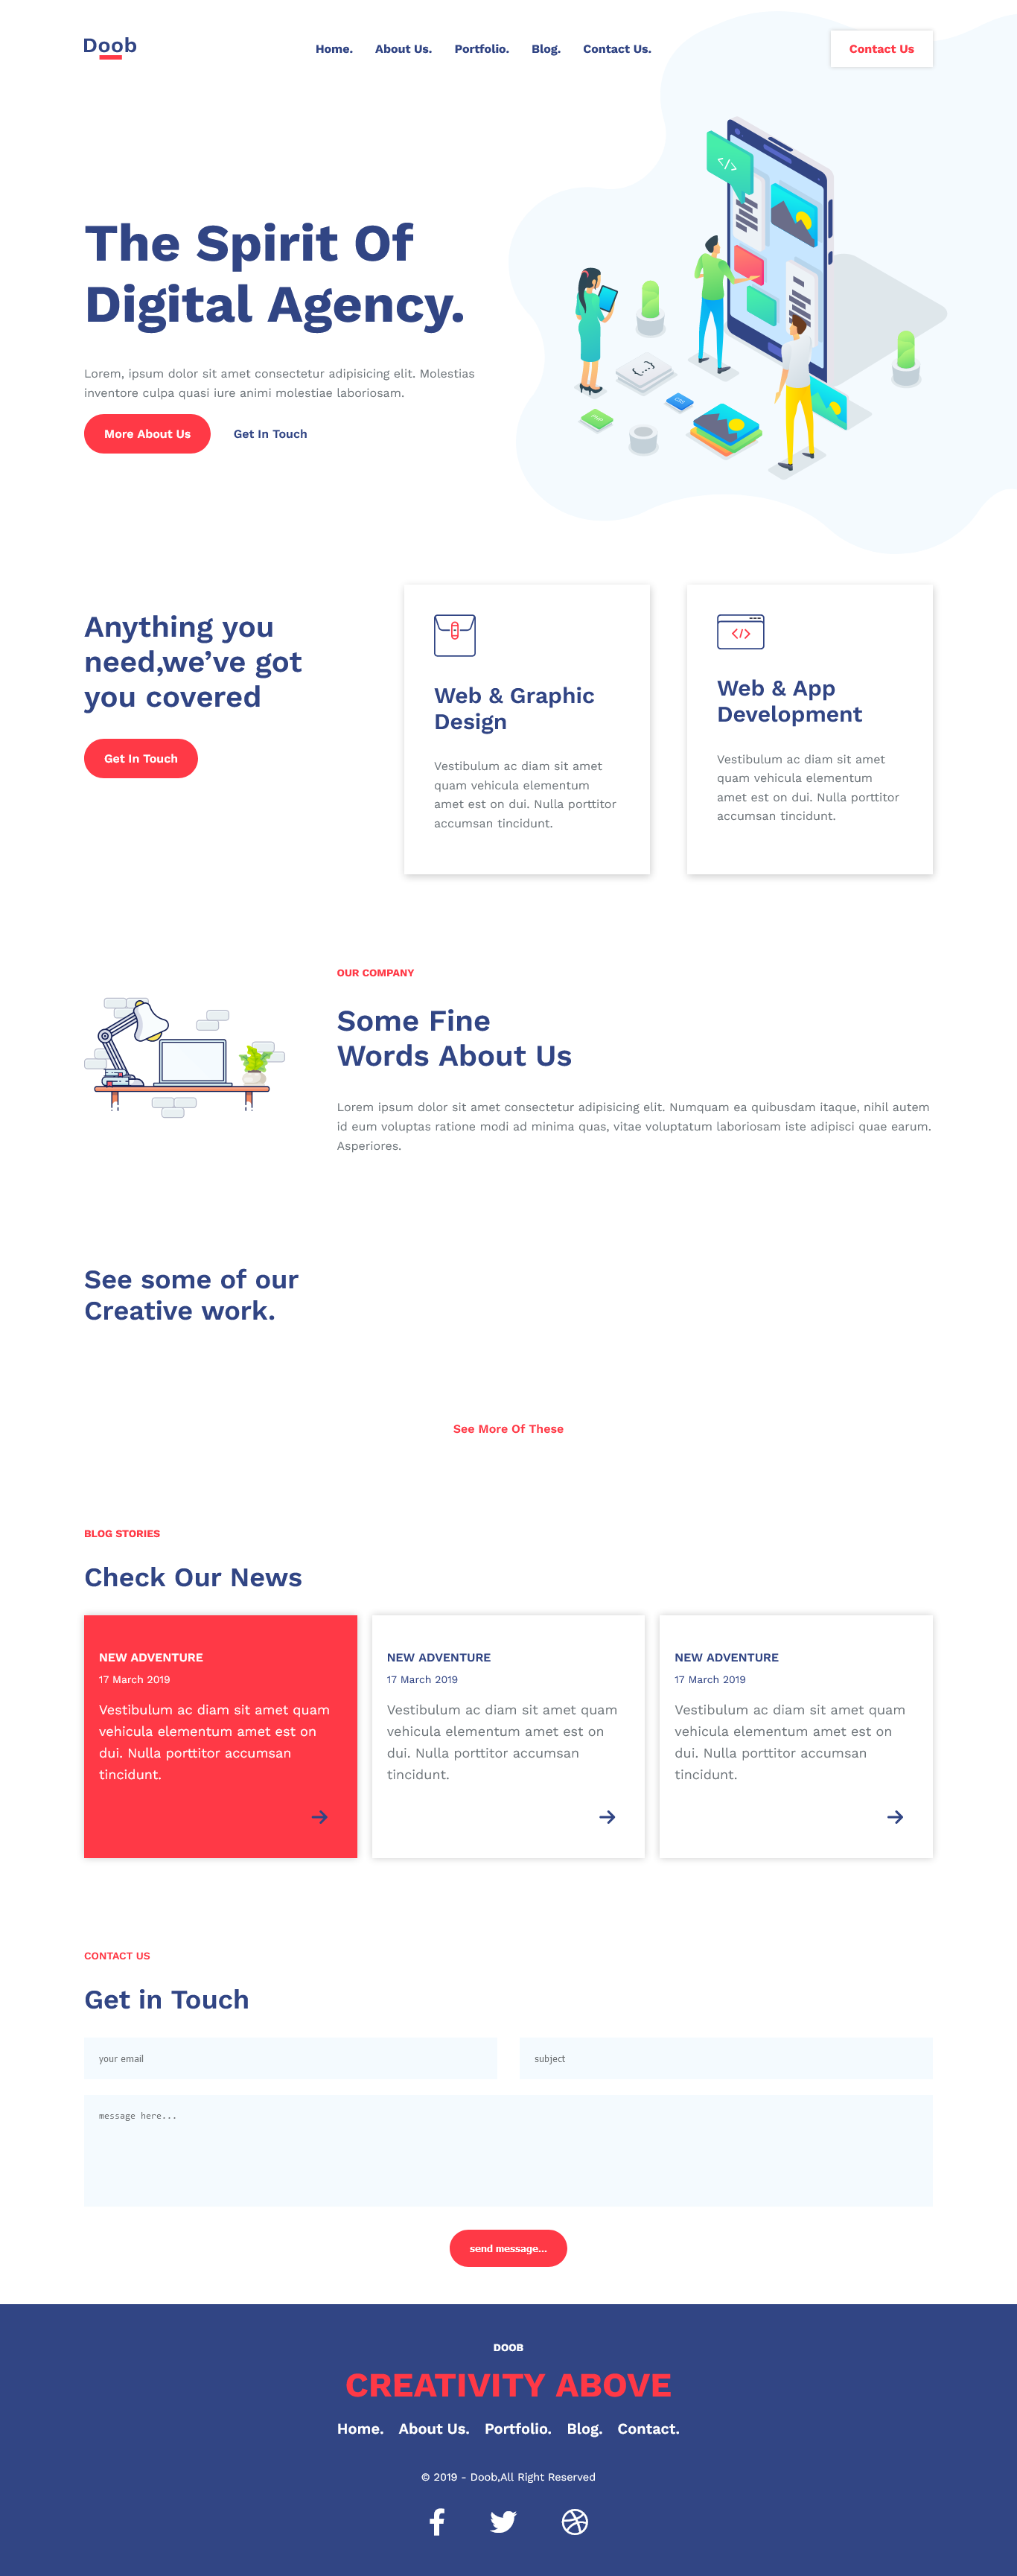 Doob
Home. About Us. Portfolio. Blog. Contact Us.
Contact Us
</>
The Spirit Of
Digital Agency.
Lorem, ipsum dolor sit amet consectetur adipisicing elit. Molestias
inventore culpa quasi iure animi molestiae laboriosam.
More About Us
Get In Touch
Anything you
need,we’ve got
you covered
Get In Touch
Web & Graphic
Design
Vestibulum ac diam sit amet
quam vehicula elementum
amet est on dui. Nulla porttitor
accumsan tincidunt.
</>
Web & App
Development
Vestibulum ac diam sit amet
quam vehicula elementum
amet est on dui. Nulla porttitor
accumsan tincidunt.
OUR COMPANY
Some Fine
Words About Us
Lorem ipsum dolor sit amet consectetur adipisicing elit. Numquam ea quibusdam itaque, nihil autem
id eum voluptas ratione modi ad minima quas, vitae voluptatum laboriosam iste adipisci quae earum.
Asperiores.
See some of our
Creative work.
See More Of These
BLOG STORIES
Check Our News
NEW ADVENTURE
17 March 2019
Vestibulum ac diam sit amet quam
vehicula elementum amet est on
dui. Nulla porttitor accumsan
tincidunt.
NEW ADVENTURE
17 March 2019
Vestibulum ac diam sit amet quam
vehicula elementum amet est on
dui. Nulla porttitor accumsan
tincidunt.
NEW ADVENTURE
17 March 2019
Vestibulum ac diam sit amet quam
vehicula elementum amet est on
dui. Nulla porttitor accumsan
tincidunt.
CONTACT US
Get in Touch
your email
subject
message here...
send message...
DOOB
CREATIVITY ABOVE
Home. About Us. Portfolio. Blog. Contact.
© 2019 - Doob,All Right Reserved